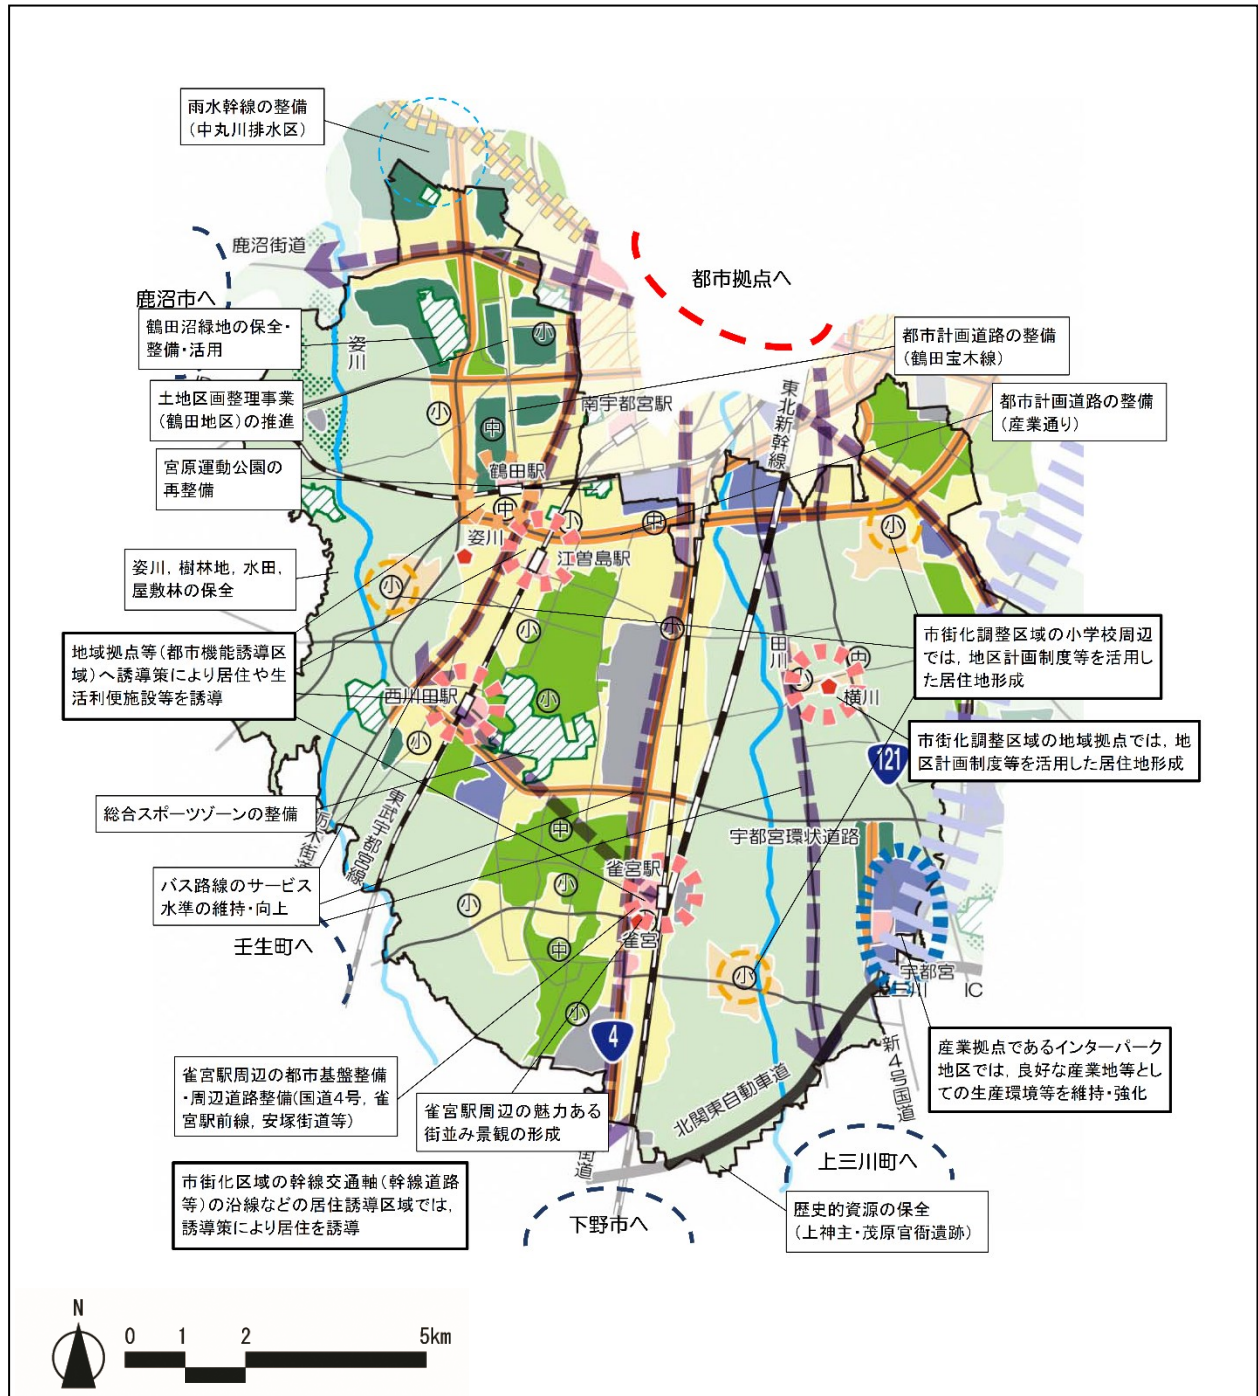 雨水幹線の整備
(中丸川排水区)
鹿沼街道
都市拠点へ
鹿沼市へ
鶴田沼緑地の保全・
整備・活用
姿川
都市計画道路の整備
(鶴田宝木線)
土地区画整理事業
(鶴田地区)の推進
小
小
南宇都宮駅
東北新幹線
都市計画道路の整備
(産業通り)
中
宮原運動公園の
再整備
鶴田駅
中
小
中
小
姿川
江曽島駅
姿川, 樹林地, 水田,
屋敷林の保全
小
地域拠点等(都市機能誘導区
域)へ誘導策により居住や生
活利便施設等を誘導
小
小
田川
中
小
横川
市街化調整区域の小学校周辺
では, 地区計画制度等を活用し
た居住地形成
西川田駅
小
小
市街化調整区域の地域拠点では, 地
区計画制度等を活用した居住地形成
121
総合スポーツゾーンの整備
東武宇都宮線
宇都宮環状道路
中
バス路線のサービス
水準の維持・向上
小
小
雀宮駅
雀宮
壬生町へ
中
小
小
宇都宮
上三川 IC
4
雀宮駅周辺の都市基盤整備
・周辺道路整備(国道4号, 雀
宮駅前線, 安塚街道等)
雀宮駅周辺の魅力ある
街並み景観の形成
北関東自動車道
新4号国道
産業拠点であるインターパーク
地区では, 良好な産業地等とし
ての生産環境等を維持・強化
街道
上三川町へ
市街化区域の幹線交通軸(幹線道路
等)の沿線などの居住誘導区域では,
誘導策により居住を誘導
下野市へ
歴史的資源の保全
(上神主・茂原官衙遺跡)
N
0 1 2 5km